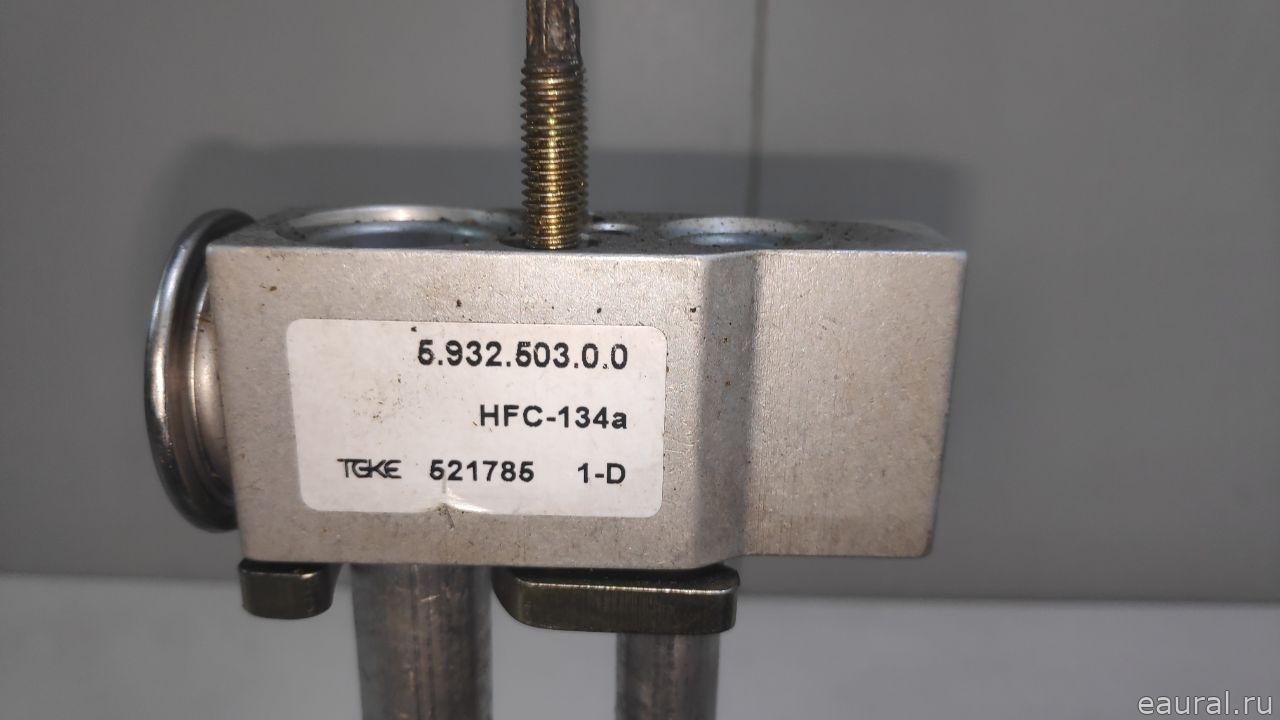 5.932.503.0.0
HFC-134a
TGKE 521785 1-D
eaural.ru